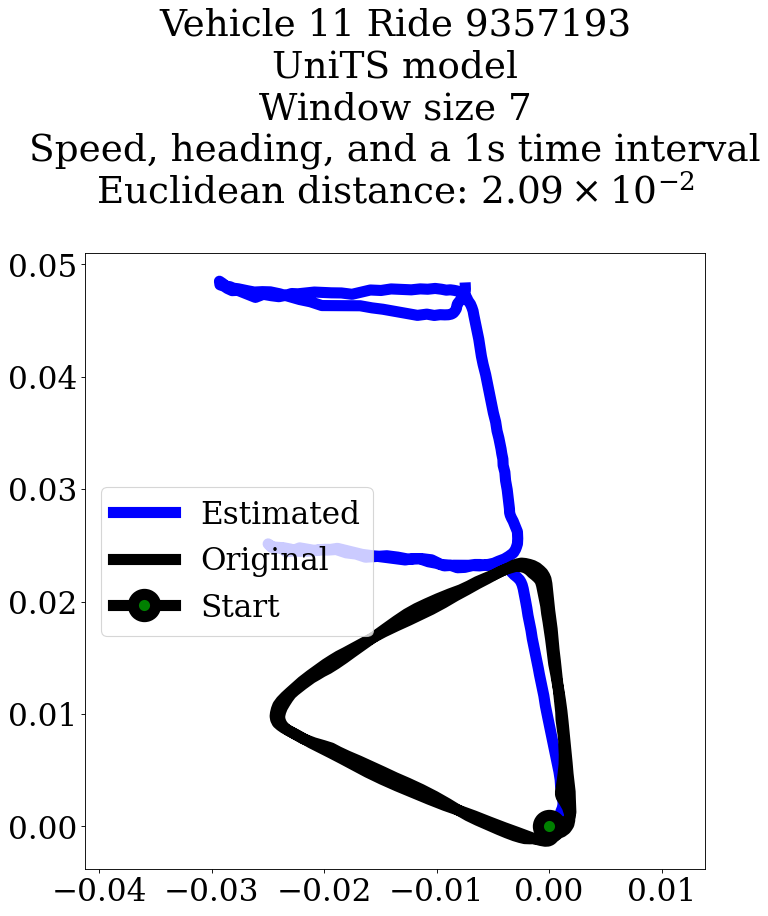 Vehicle 11 Ride 9357193
UniTS model
Window size 7
Speed, heading, and a 1s time interval
Euclidean distance: 2.09 × 10⁻²
0.05
0.04
0.03
0.02
0.01
0.00
Estimated
Original
Start
−0.04 −0.03 −0.02 −0.01 0.00 0.01